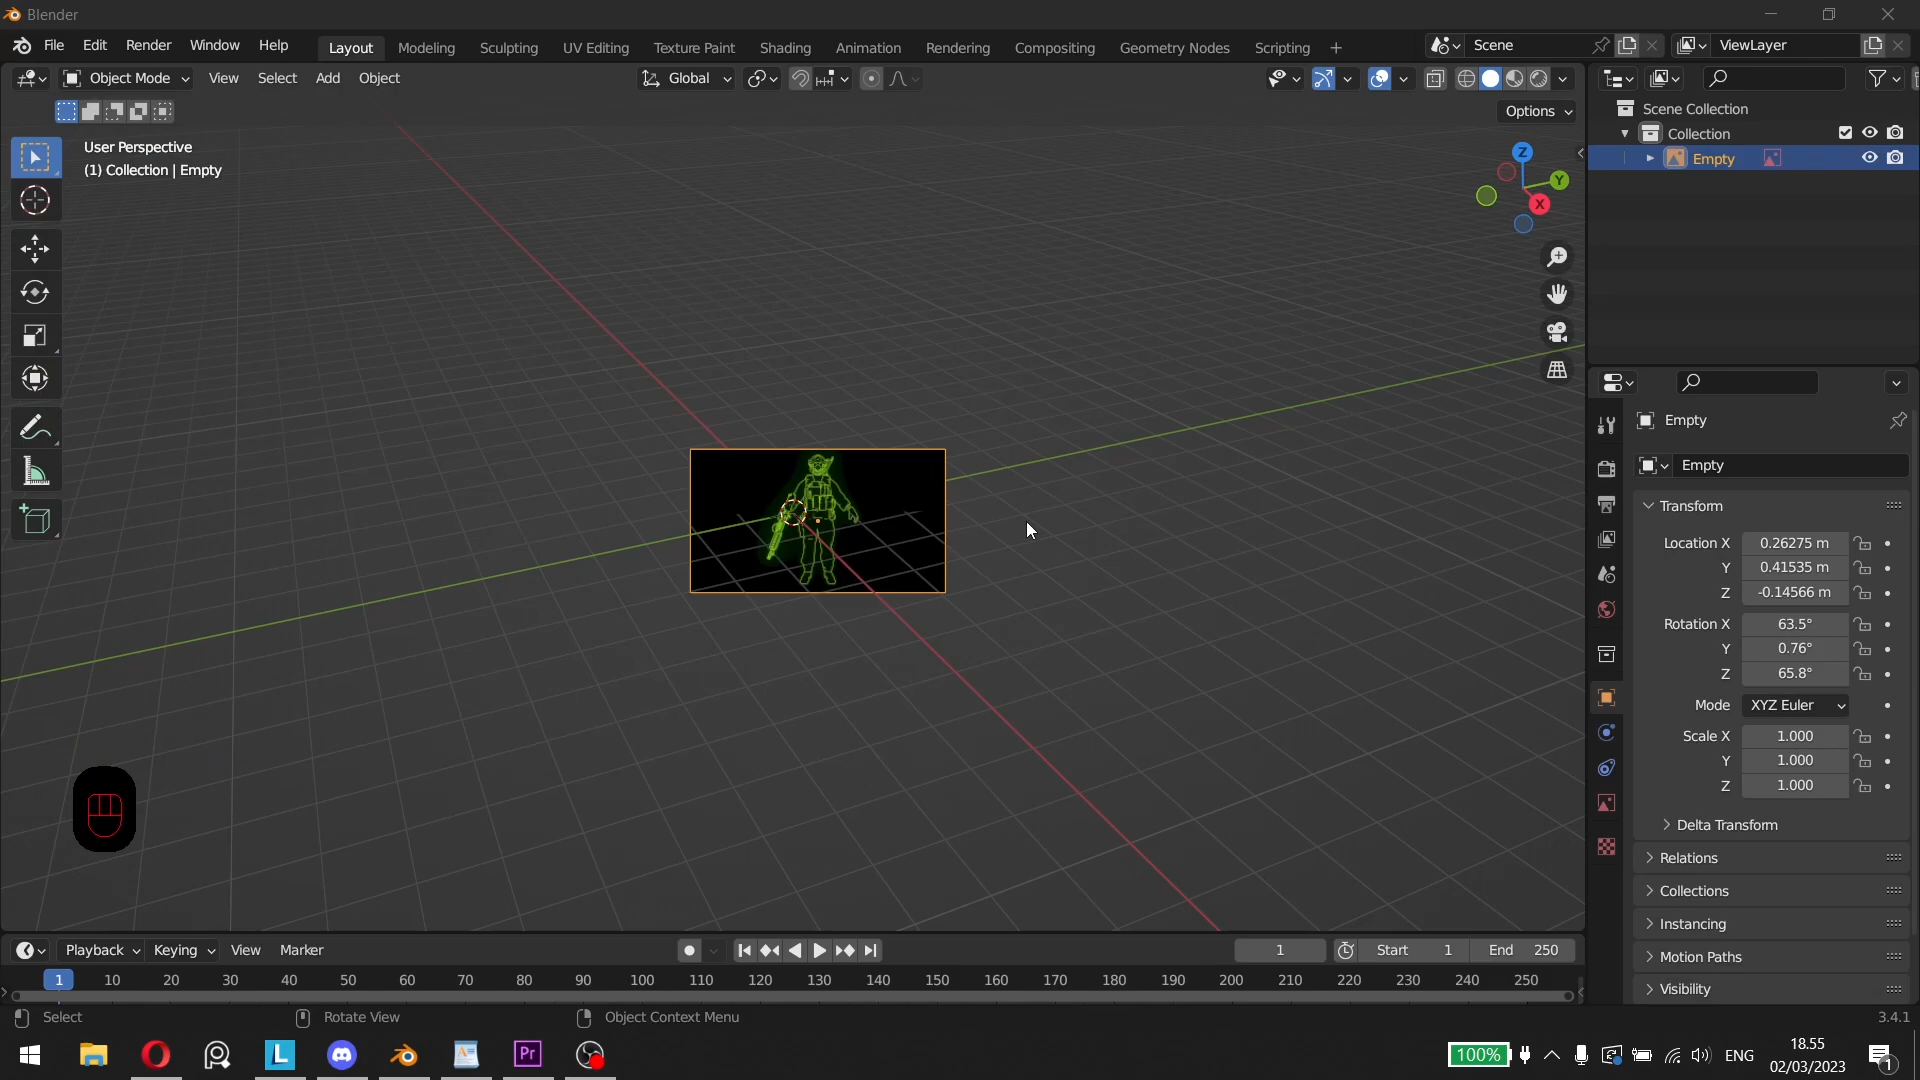 Blender
File Edit Render Window Help Layout Modeling Sculpting UV Editing Texture Paint Shading Animation Rendering Compositing Geometry Nodes Scripting + Scene ViewLayer
Object Mode View Select Add Object Global
Options
User Perspective
(1) Collection | Empty
Z
Y
X
Scene Collection
Collection
Empty
Empty
Empty
Transform
Location X 0.26275 m
Y 0.41535 m
Z -0.14566 m
Rotation X 63.5°
Y 0.76°
Z 65.8°
Mode XYZ Euler
Scale X 1.000
Y 1.000
Z 1.000
Delta Transform
Relations
Collections
Instancing
Motion Paths
Visibility
Playback Keying View Marker 1 Start 1 End 250
1 10 20 30 40 50 60 70 80 90 100 110 120 130 140 150 160 170 180 190 200 210 220 230 240 250
Select Rotate View Object Context Menu 3.4.1
L Pr 100% ENG 18.55
02/03/2023
1